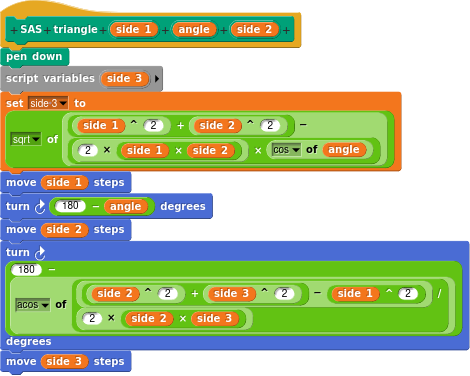 + SAS + triangle + side 1 + angle + side 2 +
pen down
script variables side 3
set side 3 to
side 1 ^ 2 + side 2 ^ 2 −
sqrt of
2 × side 1 × side 2 × cos of angle
move side 1 steps
turn 180 − angle degrees
move side 2 steps
turn
180 −
side 2 ^ 2 + side 3 ^ 2 − side 1 ^ 2 /
acos of
2 × side 2 × side 3
degrees
move side 3 steps